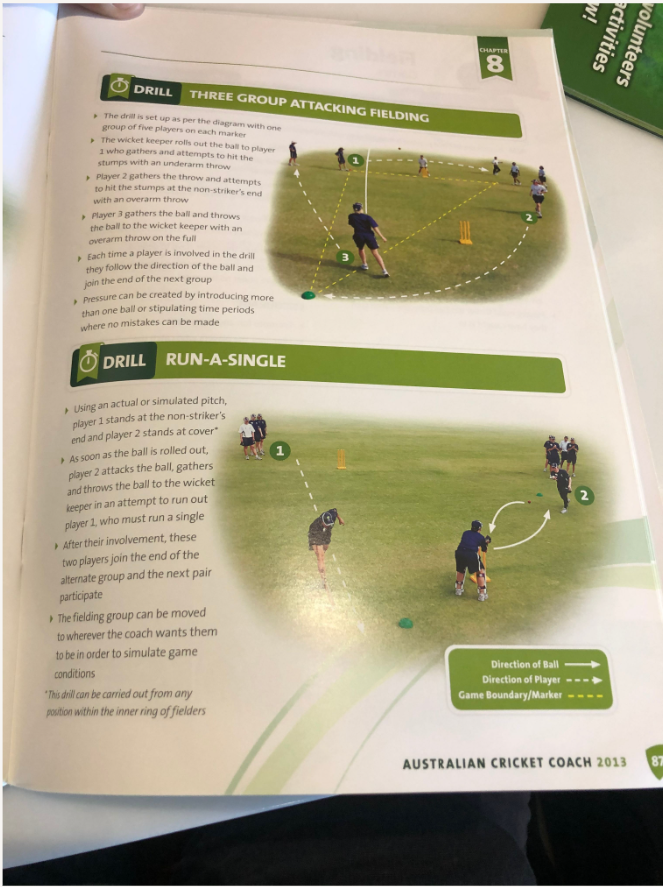 volunteers
activities
w!
CHAPTER
8
DRILL THREE GROUP ATTACKING FIELDING
The drill is set up as per the diagram with one
group of five players on each marker
The wicket keeper rolls out the ball to player
1 who gathers and attempts to hit the
stumps with an underarm throw
Player 2 gathers the throw and attempts
to hit the stumps at the non-striker's end
with an overarm throw
Player 3 gathers the ball and throws
the ball to the wicket keeper with an
overarm throw on the full
Each time a player is involved in the drill
they follow the direction of the ball and
join the end of the next group
Pressure can be created by introducing more
than one ball or stipulating time periods
where no mistakes can be made
1
2
3
DRILL RUN-A-SINGLE
Using an actual or simulated pitch,
player 1 stands at the non-striker's
end and player 2 stands at cover*
As soon as the ball is rolled out,
player 2 attacks the ball, gathers
and throws the ball to the wicket
keeper in an attempt to run out
player 1, who must run a single
After their involvement, these
two players join the end of the
alternate group and the next pair
participate
The fielding group can be moved
to wherever the coach wants them
to be in order to simulate game
conditions
*This drill can be carried out from any
position within the inner ring of fielders
1
2
Direction of Ball
Direction of Player
Game Boundary/Marker
AUSTRALIAN CRICKET COACH 2013
87